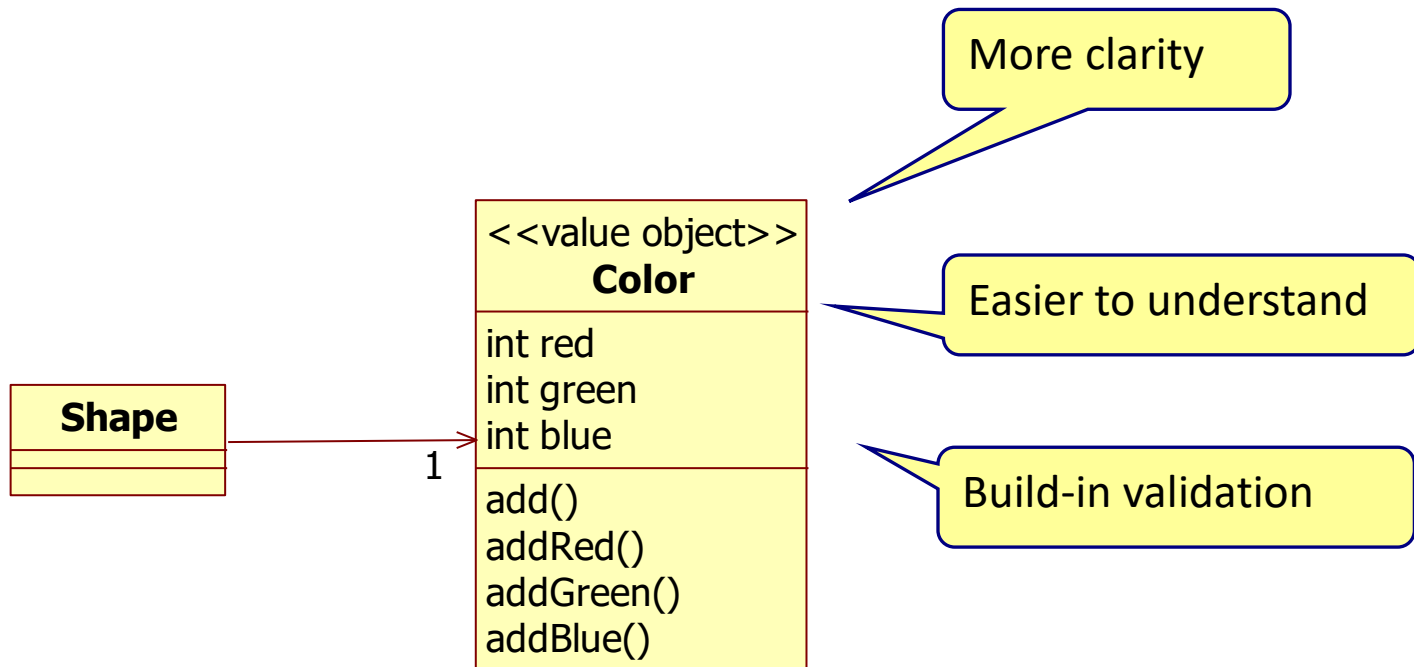 More clarity
<<value object>>
Color
Easier to understand
int red
int green
int blue
Shape
1
Build-in validation
add()
addRed()
addGreen()
addBlue()